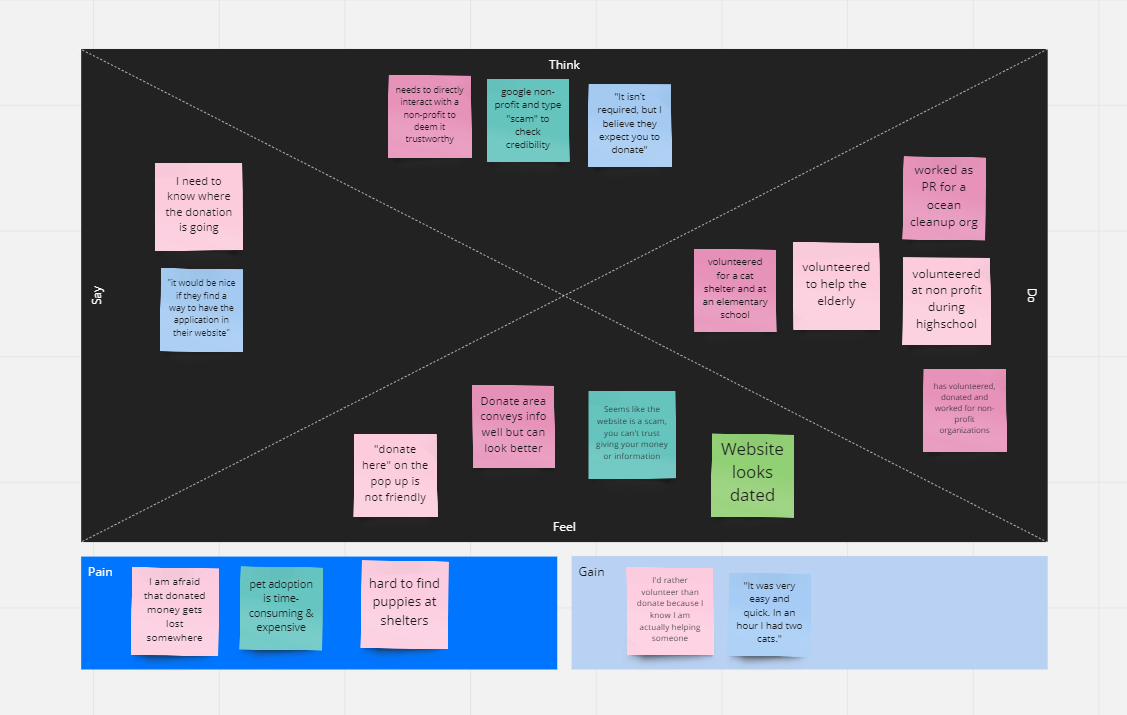 Think
needs to directly
interact with a
non-profit to
deem it
trustworthy
google non-
profit and type
"scam" to
check
credibility
"It isn't
required, but I
believe they
expect you to
donate"
Say
I need to
know where
the donation
is going
"it would be nice
if they find a
way to have the
application in
their website"
Do
worked as
PR for a
ocean
cleanup org
volunteered
for a cat
shelter and at
an elementary
school
volunteered
to help the
elderly
volunteered
at non profit
during
highschool
has volunteered,
donated and
worked for non-
profit
organizations
"donate
here" on the
pop up is
not friendly
Donate area
conveys info
well but can
look better
Seems like the
website is a scam,
you can't trust
giving your money
or information
Website
looks
dated
Feel
Pain
I am afraid
that donated
money gets
lost
somewhere
pet adoption
is time-
consuming &
expensive
hard to find
puppies at
shelters
Gain
I'd rather
volunteer than
donate because I
know I am
actually helping
someone
"It was very
easy and
quick. In an
hour I had two
cats."